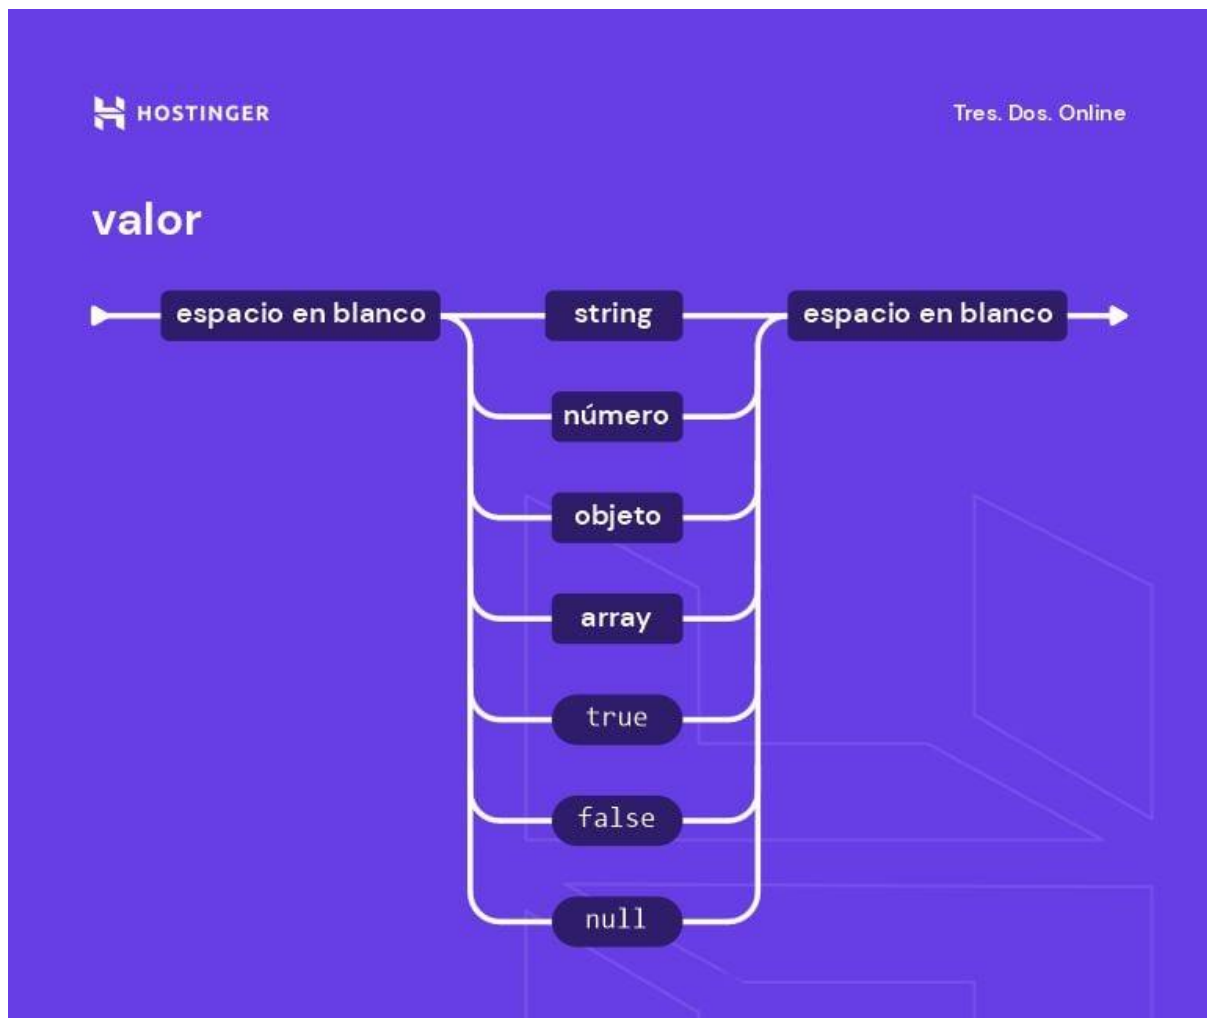 HOSTINGER
Tres. Dos. Online
valor
espacio en blanco string espacio en blanco
número
objeto
array
true
false
null